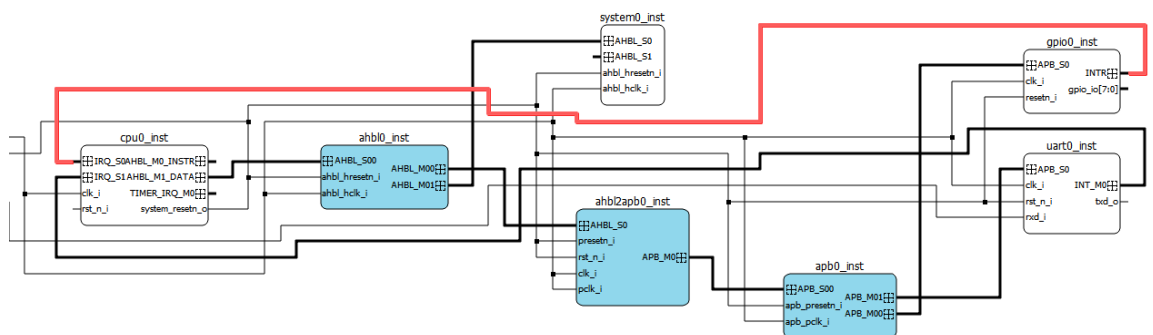 system0_inst
AHBL_S0
AHBL_S1
ahbl_hresetn_i
ahbl_hclk_i
gpio0_inst
APB_S0
INTR
clk_i
gpio_io[7:0]
resetn_i
cpu0_inst
IRQ_S0 AHBL_M0_INSTR
IRQ_S1 AHBL_M1_DATA
clk_i TIMER_IRQ_M0
rst_n_i system_resetn_o
ahbl0_inst
AHBL_S00
AHBL_M00
ahbl_hresetn_i
AHBL_M01
ahbl_hclk_i
uart0_inst
APB_S0
clk_i INT_M0
rst_n_i txd_o
rxd_i
ahbl2apb0_inst
AHBL_S0
presetn_i
rst_n_i APB_M0
clk_i
pclk_i
apb0_inst
APB_S00
APB_M01
apb_presetn_i
APB_M00
apb_pclk_i